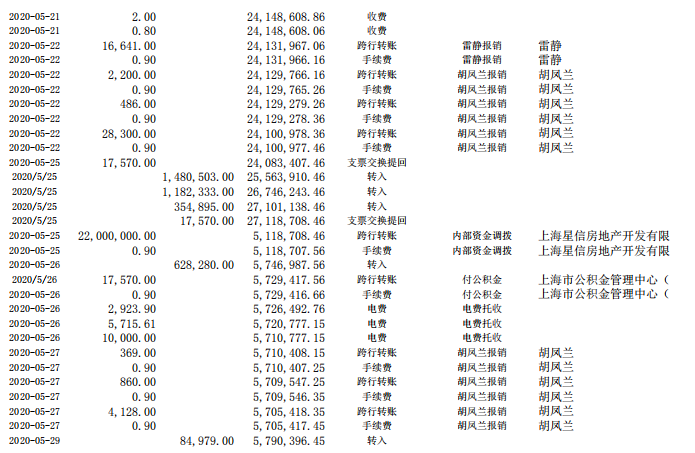 2020-05-21 2.00 24,148,608.86 收费
2020-05-21 0.80 24,148,608.06 收费
2020-05-22 16,641.00 24,131,967.06 跨行转账 雷静报销 雷静
2020-05-22 0.90 24,131,966.16 手续费 雷静报销 雷静
2020-05-22 2,200.00 24,129,766.16 跨行转账 胡凤兰报销 胡凤兰
2020-05-22 0.90 24,129,765.26 手续费 胡凤兰报销 胡凤兰
2020-05-22 486.00 24,129,279.26 跨行转账 胡凤兰报销 胡凤兰
2020-05-22 0.90 24,129,278.36 手续费 胡凤兰报销 胡凤兰
2020-05-22 28,300.00 24,100,978.36 跨行转账 胡凤兰报销 胡凤兰
2020-05-22 0.90 24,100,977.46 手续费 胡凤兰报销 胡凤兰
2020-05-25 17,570.00 24,083,407.46 支票交换提回
2020/5/25 1,480,503.00 25,563,910.46 转入
2020/5/25 1,182,333.00 26,746,243.46 转入
2020/5/25 354,895.00 27,101,138.46 转入
2020/5/25 17,570.00 27,118,708.46 支票交换提回
2020-05-25 22,000,000.00 5,118,708.46 跨行转账 内部资金调拨 上海星信房地产开发有限
2020-05-25 0.90 5,118,707.56 手续费 内部资金调拨 上海星信房地产开发有限
2020-05-26 628,280.00 5,746,987.56 转入
2020/5/26 17,570.00 5,729,417.56 跨行转账 付公积金 上海市公积金管理中心（
2020-05-26 0.90 5,729,416.66 手续费 付公积金 上海市公积金管理中心（
2020-05-26 2,923.90 5,726,492.76 电费 电费托收
2020-05-26 5,715.61 5,720,777.15 电费 电费托收
2020-05-26 10,000.00 5,710,777.15 电费 电费托收
2020-05-27 369.00 5,710,408.15 跨行转账 胡凤兰报销 胡凤兰
2020-05-27 0.90 5,710,407.25 手续费 胡凤兰报销 胡凤兰
2020-05-27 860.00 5,709,547.25 跨行转账 胡凤兰报销 胡凤兰
2020-05-27 0.90 5,709,546.35 手续费 胡凤兰报销 胡凤兰
2020-05-27 4,128.00 5,705,418.35 跨行转账 胡凤兰报销 胡凤兰
2020-05-27 0.90 5,705,417.45 手续费 胡凤兰报销 胡凤兰
2020-05-29 84,979.00 5,790,396.45 转入